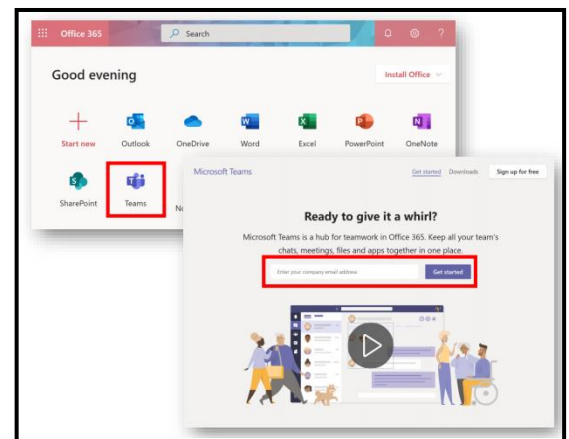 Office 365
Search
?
Good evening
Install Office
Start new
Outlook
OneDrive
Word
Excel
PowerPoint
OneNote
SharePoint
Teams
Microsoft Teams
Get started
Downloads
Sign up for free
Ready to give it a whirl?
Microsoft Teams is a hub for teamwork in Office 365. Keep all your team's
chats, meetings, files and apps together in one place.
Enter your company email address
Get started